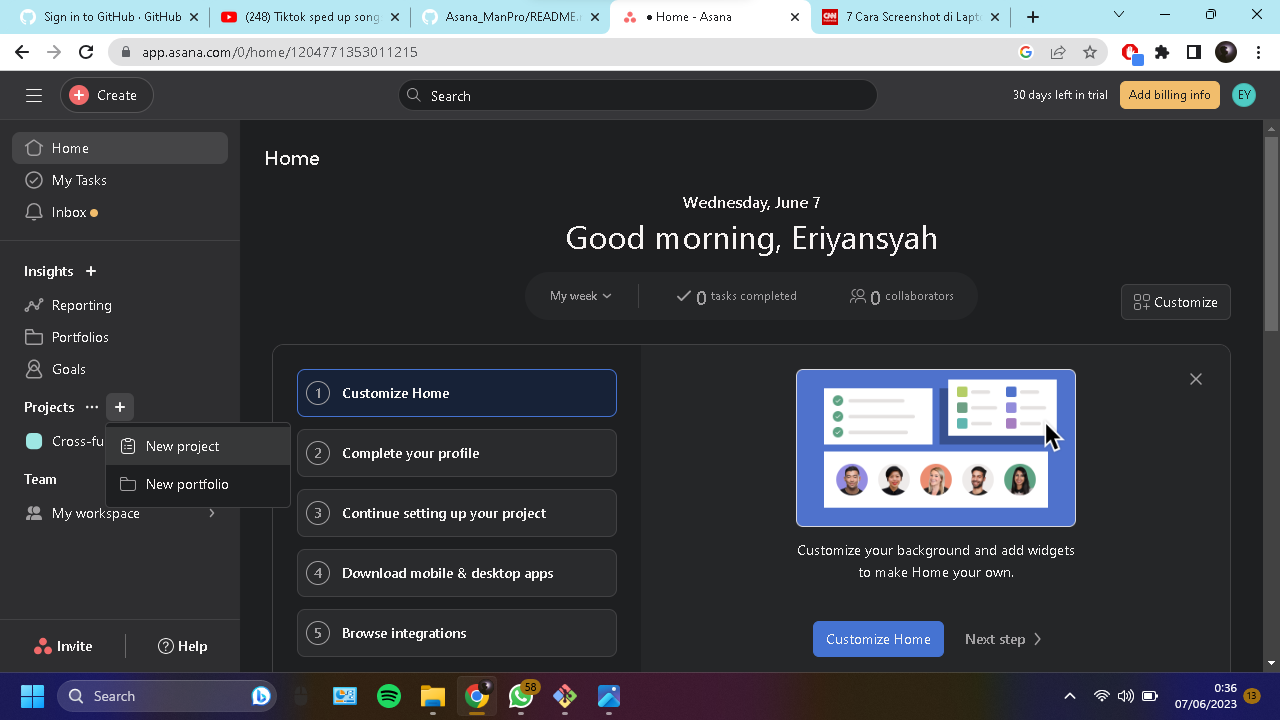 Sign in to GitHub · GitHub
(248) Tiktok sped up songs
Asana_ManPro/README
• Home - Asana
7 Cara Screenshot di Lapt
app.asana.com/0/home/1204771353011215
Create
Search
30 days left in trial
Add billing info
EY
Home
My Tasks
Inbox
Insights
Reporting
Portfolios
Goals
Projects
Cross-fu
New project
New portfolio
Team
My workspace
Invite
Help
Home
Wednesday, June 7
Good morning, Eriyansyah
My week
0 tasks completed
0 collaborators
Customize
1 Customize Home
2 Complete your profile
3 Continue setting up your project
4 Download mobile & desktop apps
5 Browse integrations
Customize your background and add widgets
to make Home your own.
Customize Home
Next step
Search
58
0:36
07/06/2023
13